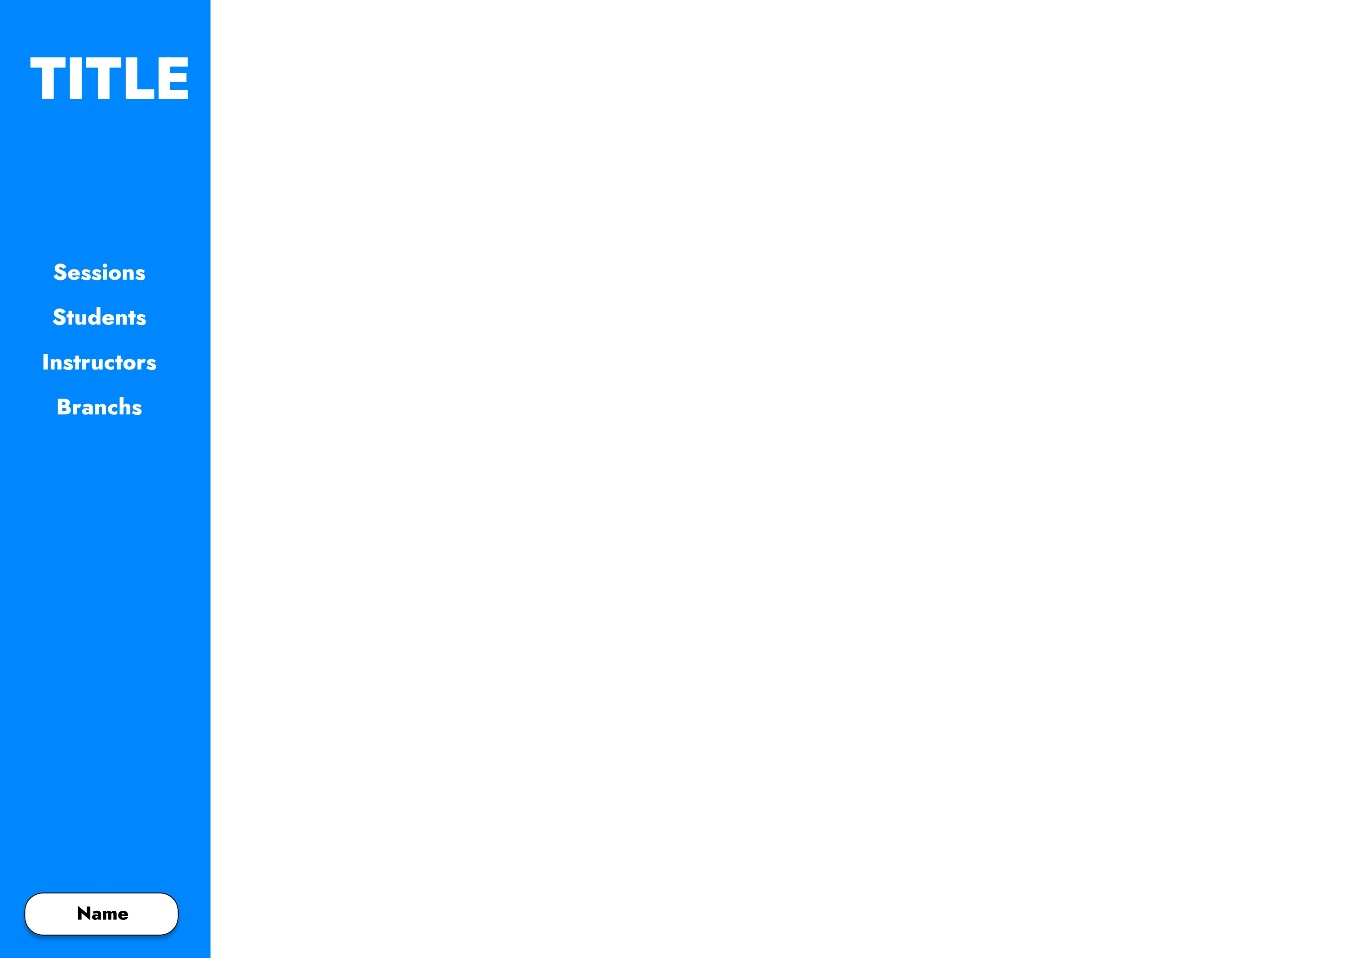 TITLE
Sessions
Students
Instructors
Branchs
Name